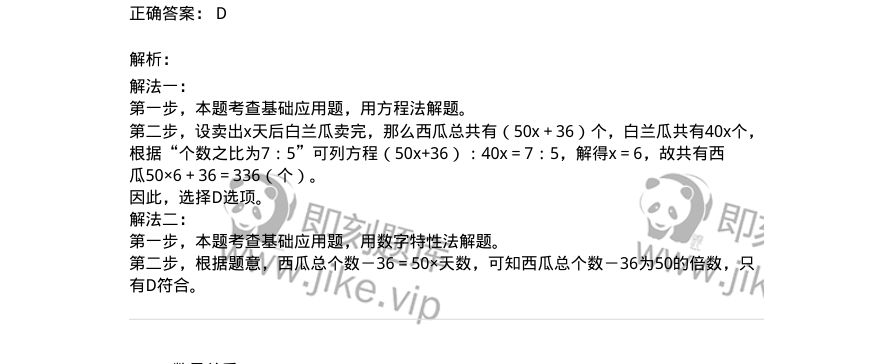 正确答案： D
解析：
解法一：
第一步，本题考查基础应用题，用方程法解题。
第二步，设卖出x天后白兰瓜卖完，那么西瓜总共有（50x + 36）个，白兰瓜共有40x个，
根据“个数之比为7：5”可列方程（50x+36）: 40x = 7：5，解得x = 6，故共有西
瓜50×6 + 36 = 336（个）。
因此，选择D选项。
解法二：
第一步，本题考查基础应用题，用数字特性法解题。
第二步，根据题意，西瓜总个数－36 = 50×天数，可知西瓜总个数－36为50的倍数，只
有D符合。
即刻题库
www.jike.vip
即刻
www.jik